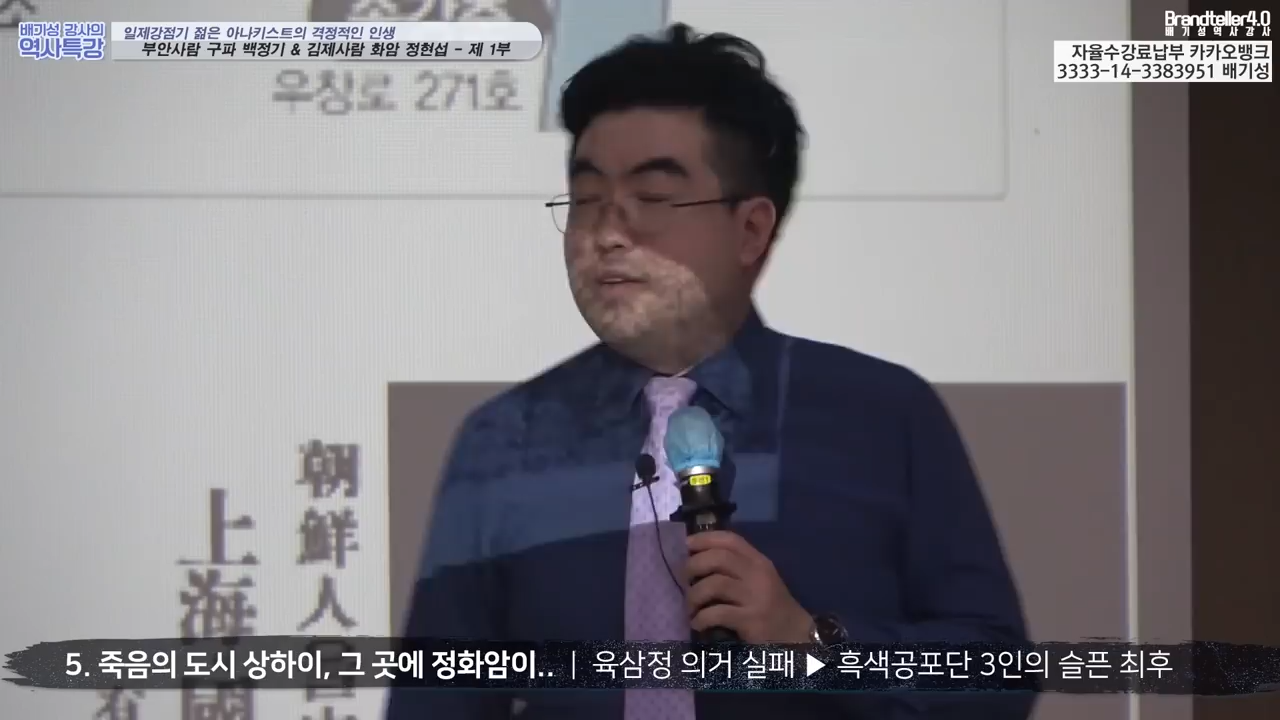 배기성 강사의
역사특강
일제강점기 젊은 아나키스트의 격정적인 인생
부안사람 구파 백정기 & 김제사람 화암 정현섭 - 제 1부
Brandteller4.0
배기성역사강사
자율수강료납부 카카오뱅크
3333-14-3383951 배기성
우칭로 271호
朝鮮人
上海
國
5. 죽음의 도시 상하이, 그 곳에 정화암이.. | 육삼정 의거 실패 ▶ 흑색공포단 3인의 슬픈 최후